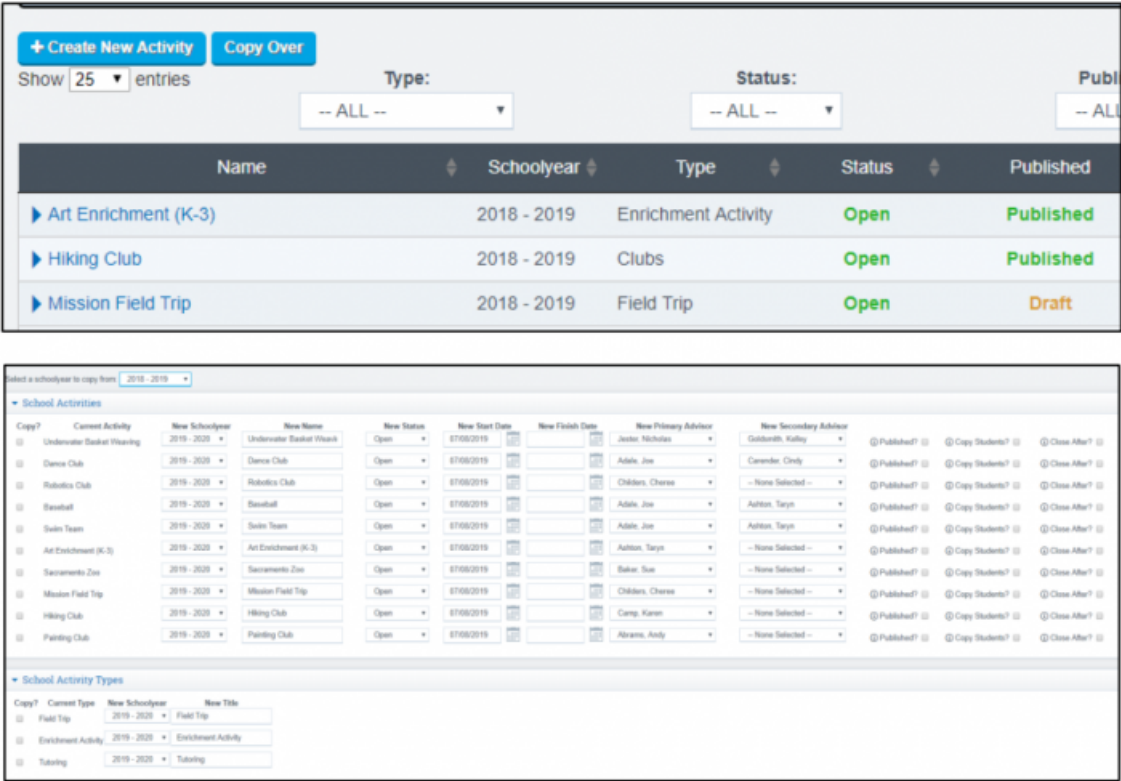 + Create New Activity Copy Over
Show 25 entries Type: Status: Publi
-- ALL -- -- ALL -- -- ALL
Name Schoolyear Type Status Published
Art Enrichment (K-3) 2018 - 2019 Enrichment Activity Open Published
Hiking Club 2018 - 2019 Clubs Open Published
Mission Field Trip 2018 - 2019 Field Trip Open Draft
Select a schoolyear to copy from: 2018 - 2019
School Activities
Copy? Current Activity New Schoolyear New Name New Status New Start Date New Finish Date New Primary Advisor New Secondary Advisor
Underwater Basket Weaving 2019 - 2020 Underwater Basket Weavi Open 07/08/2019 Jester, Nicholas Goldsmith, Kelley Published? Copy Students? Close After?
Dance Club 2019 - 2020 Dance Club Open 07/08/2019 Adale, Joe Cavender, Cindy Published? Copy Students? Close After?
Robotics Club 2019 - 2020 Robotics Club Open 07/08/2019 Childers, Cheree -- None Selected -- Published? Copy Students? Close After?
Baseball 2019 - 2020 Baseball Open 07/08/2019 Adale, Joe Ashton, Taryn Published? Copy Students? Close After?
Swim Team 2019 - 2020 Swim Team Open 07/08/2019 Adale, Joe Ashton, Taryn Published? Copy Students? Close After?
Art Enrichment (K-3) 2019 - 2020 Art Enrichment (K-3) Open 07/08/2019 Ashton, Taryn -- None Selected -- Published? Copy Students? Close After?
Sacramento Zoo 2019 - 2020 Sacramento Zoo Open 07/08/2019 Baker, Sue -- None Selected -- Published? Copy Students? Close After?
Mission Field Trip 2019 - 2020 Mission Field Trip Open 07/08/2019 Childers, Cheree -- None Selected -- Published? Copy Students? Close After?
Hiking Club 2019 - 2020 Hiking Club Open 07/08/2019 Camp, Karen -- None Selected -- Published? Copy Students? Close After?
Painting Club 2019 - 2020 Painting Club Open 07/08/2019 Abrams, Andy -- None Selected -- Published? Copy Students? Close After?
School Activity Types
Copy? Current Type New Schoolyear New Title
Field Trip 2019 - 2020 Field Trip
Enrichment Activity 2019 - 2020 Enrichment Activity
Tutoring 2019 - 2020 Tutoring